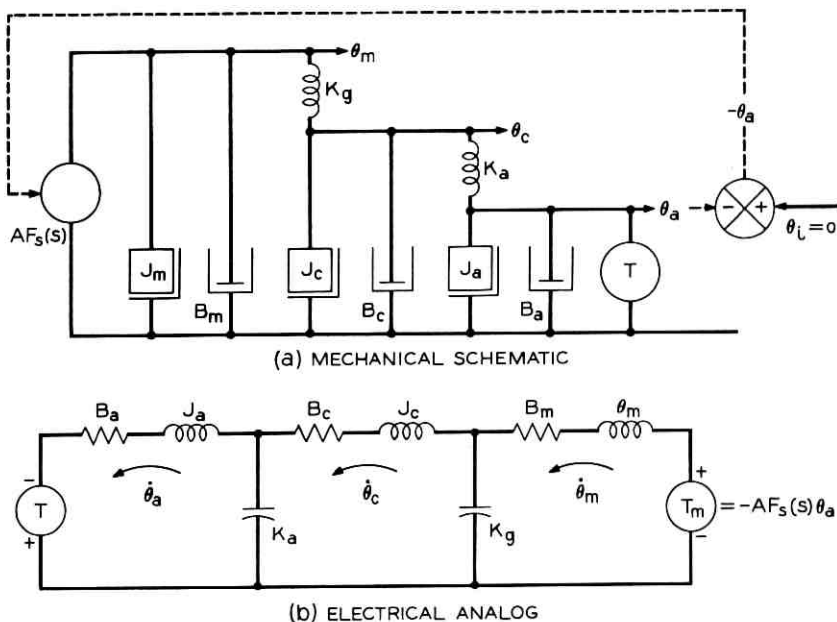 θm
Kg
θc
Ka
-θa
θa
− +
θi = 0
AFs(s)
Jm
Bm
Jc
Bc
Ja
Ba
T
(a) MECHANICAL SCHEMATIC
Ba
Ja
Bc
Jc
Bm
θm
−
T
+
θ̇a
Ka
θ̇c
Kg
θ̇m
+
Tm = -AFs(s)θa
−
(b) ELECTRICAL ANALOG